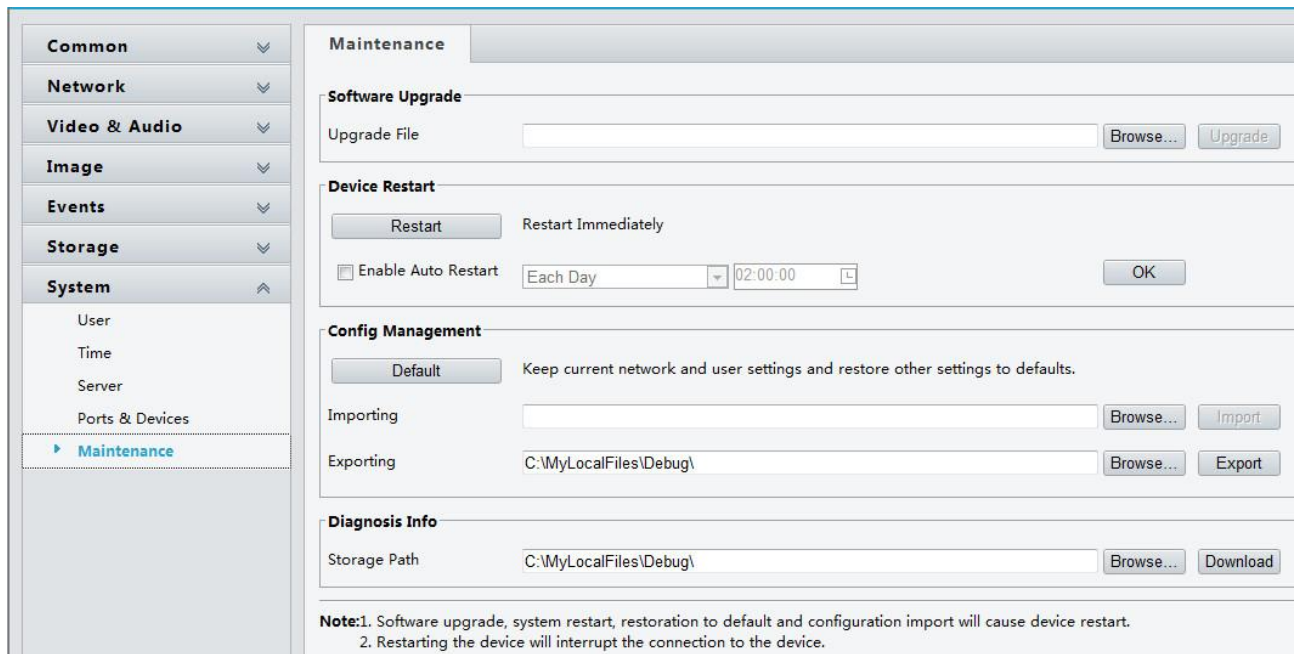 Common
Network
Video & Audio
Image
Events
Storage
System
User
Time
Server
Ports & Devices
Maintenance
Maintenance
Software Upgrade
Upgrade File Browse... Upgrade
Device Restart
Restart Restart Immediately
Enable Auto Restart Each Day 02:00:00 OK
Config Management
Default Keep current network and user settings and restore other settings to defaults.
Importing Browse... Import
Exporting C:\MyLocalFiles\Debug\ Browse... Export
Diagnosis Info
Storage Path C:\MyLocalFiles\Debug\ Browse... Download
Note:1. Software upgrade, system restart, restoration to default and configuration import will cause device restart.
2. Restarting the device will interrupt the connection to the device.